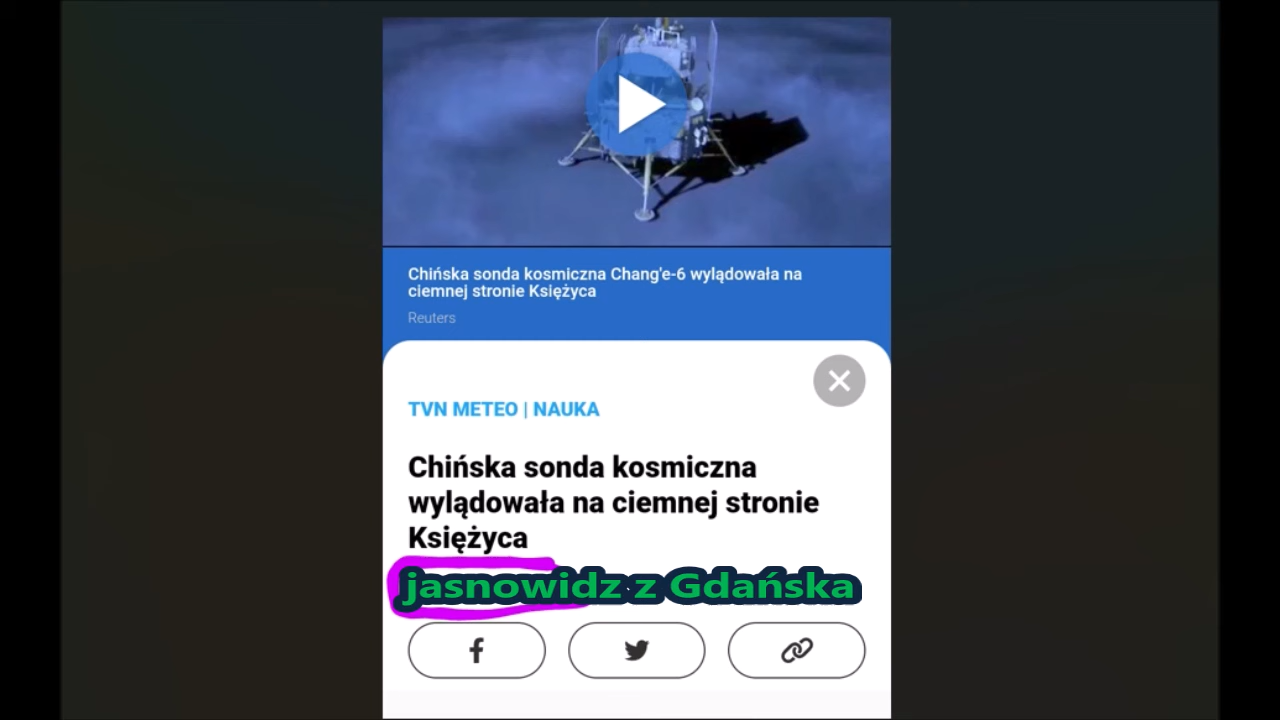 Chińska sonda kosmiczna Chang'e-6 wylądowała na
ciemnej stronie Księżyca
Reuters
TVN METEO | NAUKA
Chińska sonda kosmiczna
wylądowała na ciemnej stronie
Księżyca
jasnowidz z Gdańska